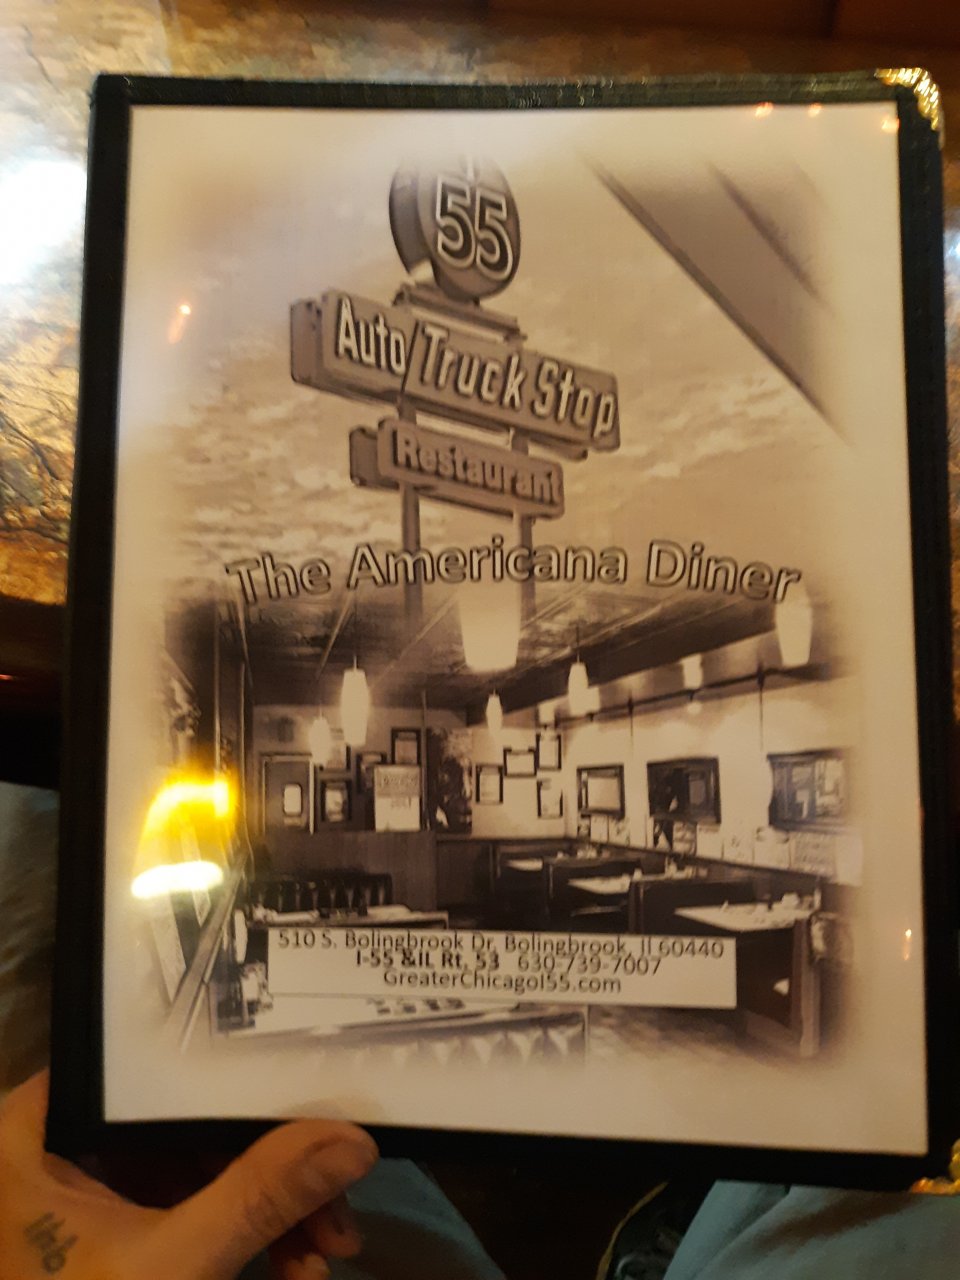 55
Auto/Truck Stop
Restaurant
The Americana Diner
510 S. Bolingbrook Dr, Bolingbrook, Il 60440
I-55 &IL Rt, 53 630-739-7007
GreaterChicagoI55.com